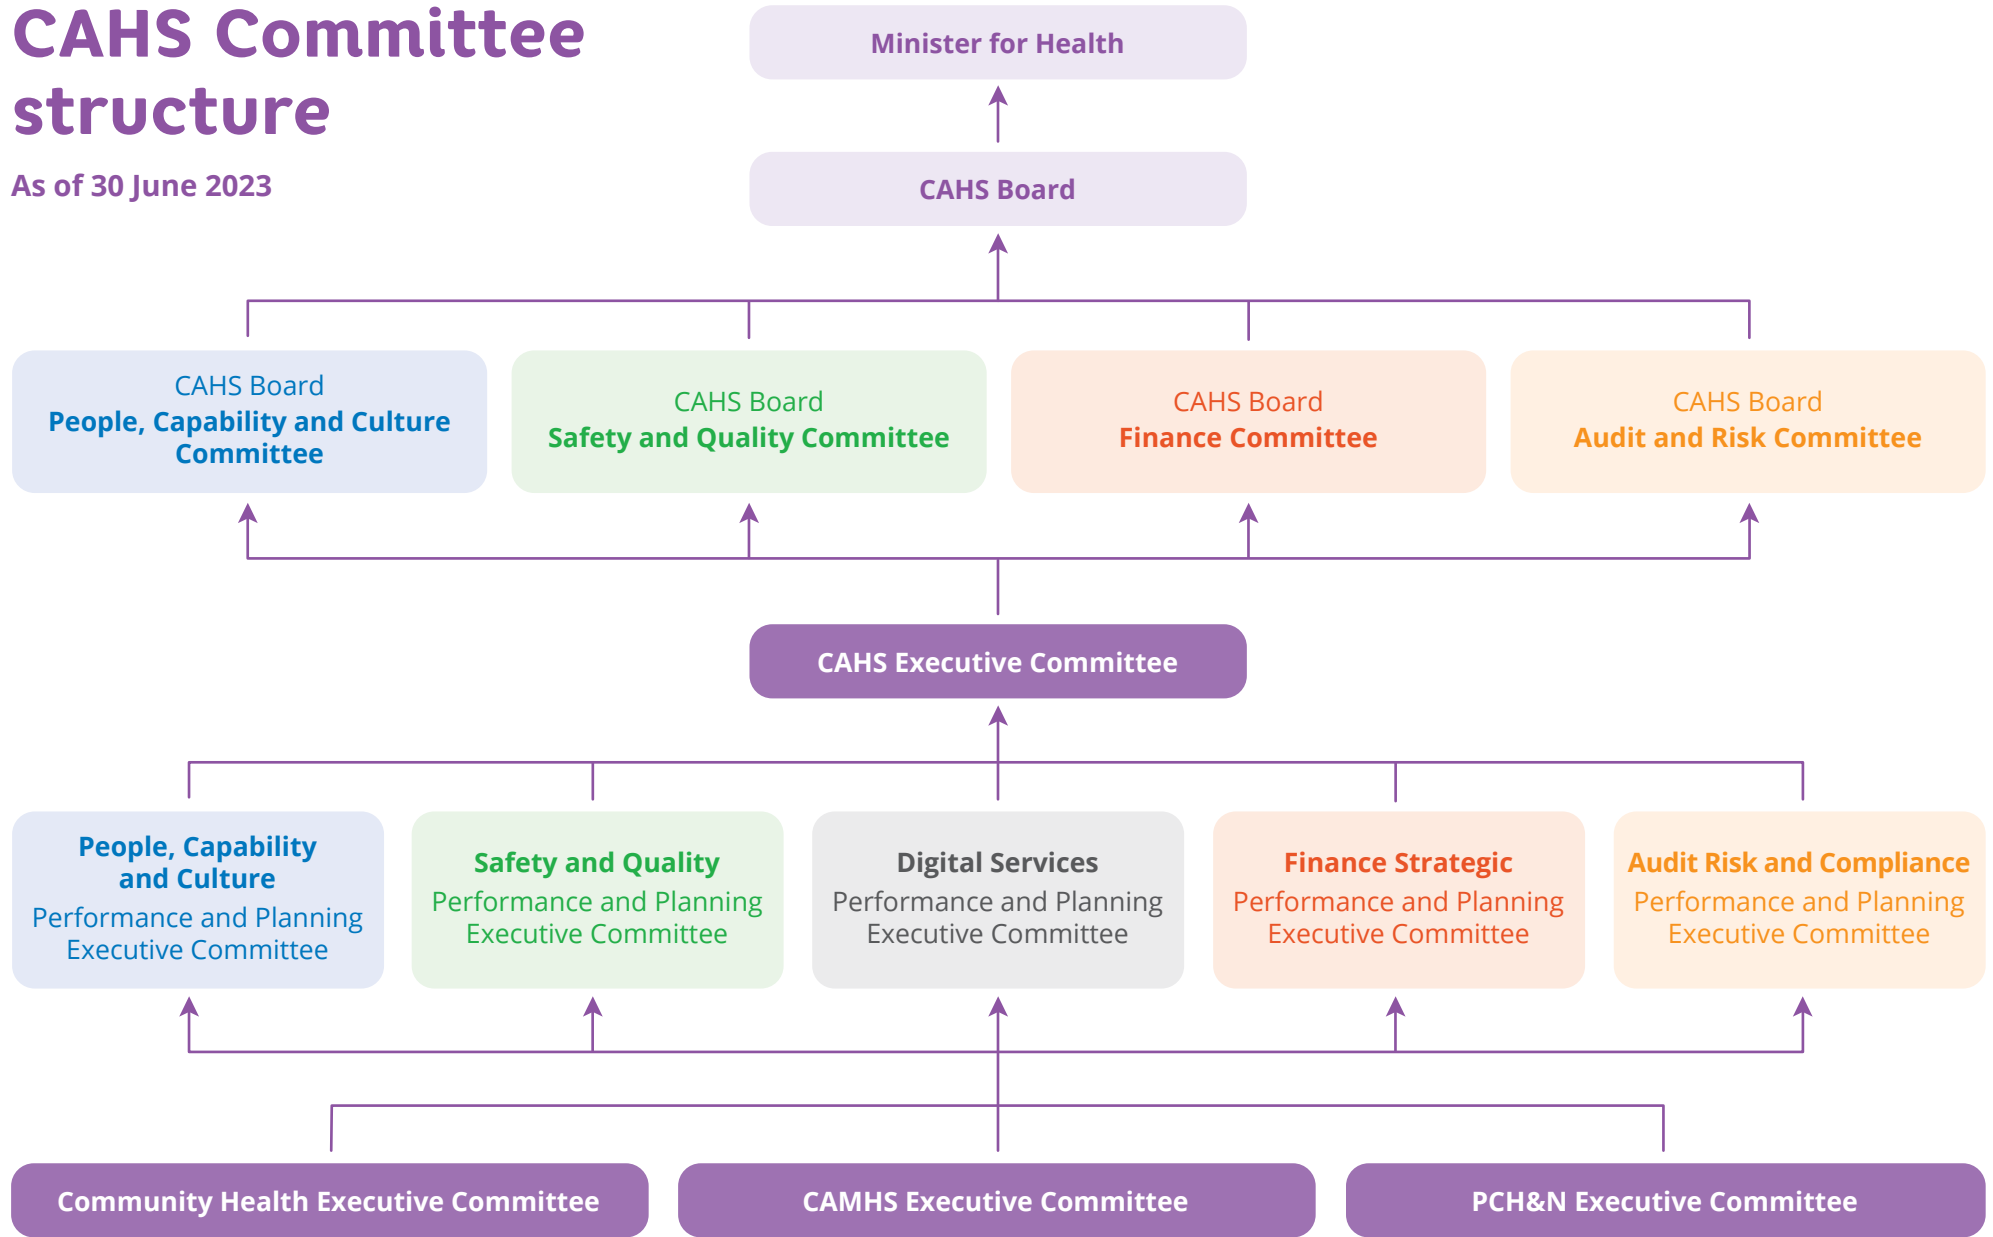 CAHS Committee
structure
As of 30 June 2023
Minister for Health
CAHS Board
CAHS Board
People, Capability and Culture
Committee
CAHS Board
Safety and Quality Committee
CAHS Board
Finance Committee
CAHS Board
Audit and Risk Committee
CAHS Executive Committee
People, Capability
and Culture
Performance and Planning
Executive Committee
Safety and Quality
Performance and Planning
Executive Committee
Digital Services
Performance and Planning
Executive Committee
Finance Strategic
Performance and Planning
Executive Committee
Audit Risk and Compliance
Performance and Planning
Executive Committee
Community Health Executive Committee
CAMHS Executive Committee
PCH&N Executive Committee